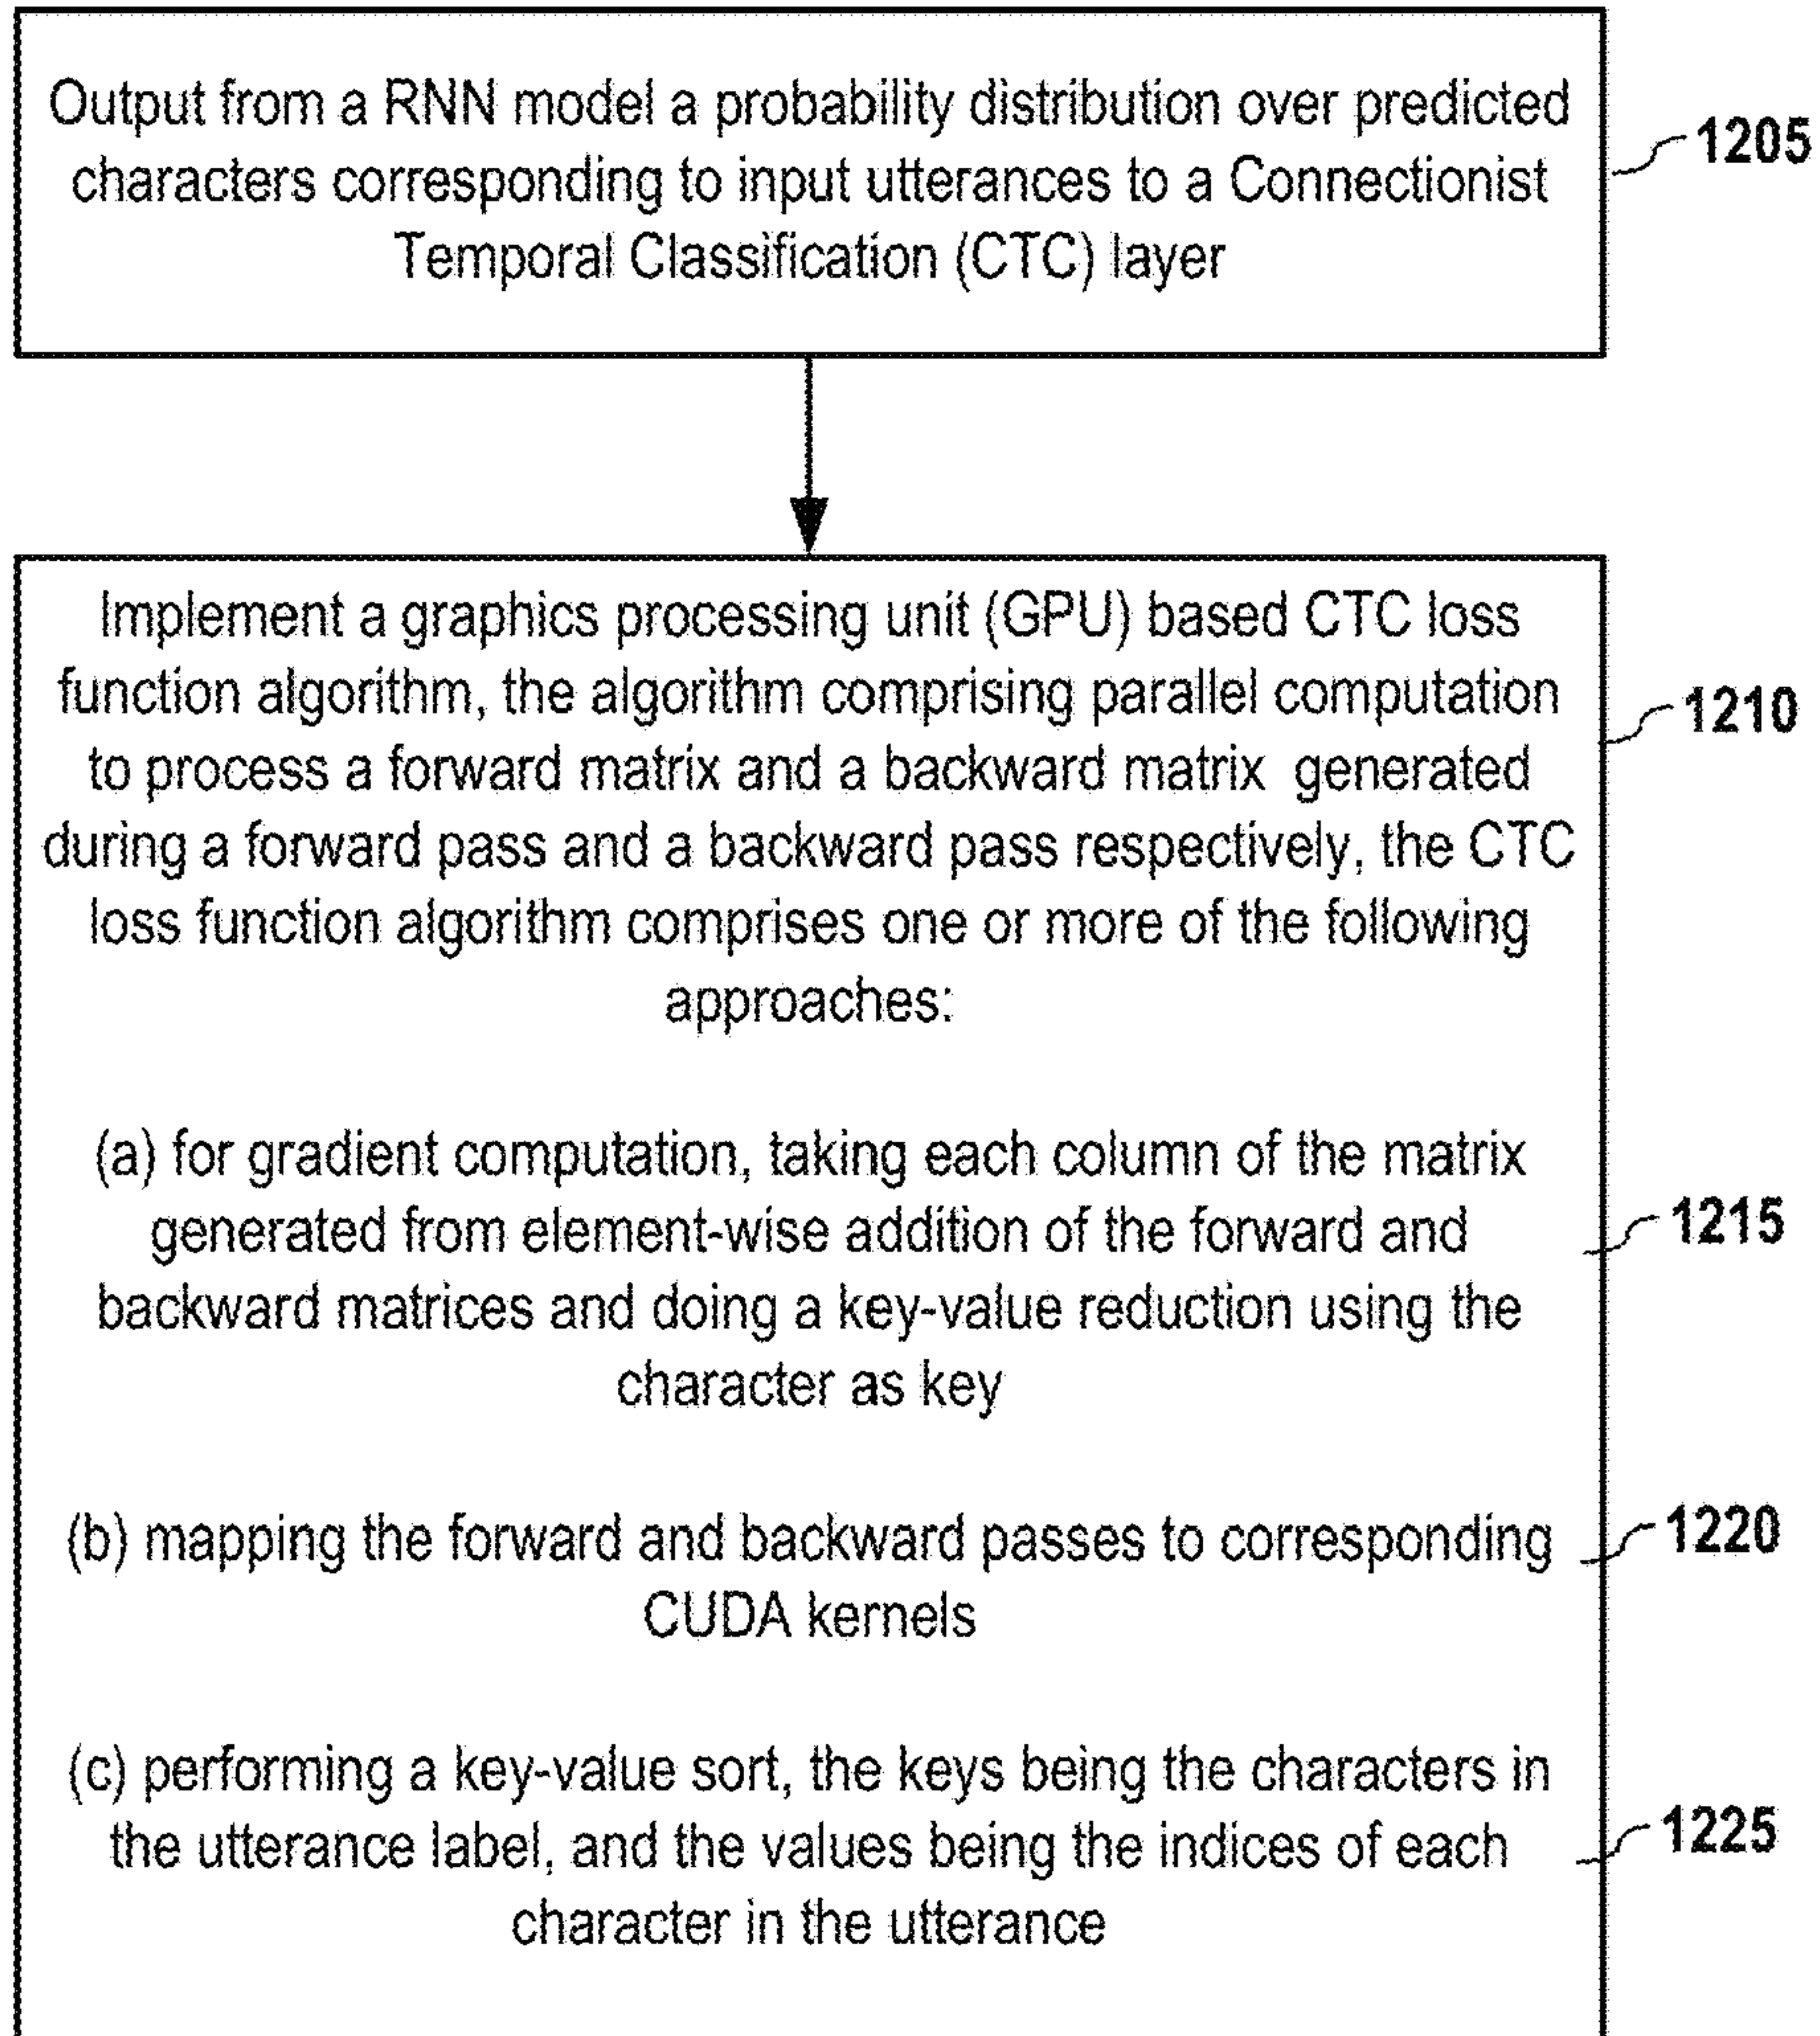 Output from a RNN model a probability distribution over predicted
characters corresponding to input utterances to a Connectionist
Temporal Classification (CTC) layer
1205
Implement a graphics processing unit (GPU) based CTC loss
function algorithm, the algorithm comprising parallel computation
to process a forward matrix and a backward matrix generated
during a forward pass and a backward pass respectively, the CTC
loss function algorithm comprises one or more of the following
approaches:
1210
(a) for gradient computation, taking each column of the matrix
generated from element-wise addition of the forward and
backward matrices and doing a key-value reduction using the
character as key
1215
(b) mapping the forward and backward passes to corresponding
CUDA kernels
1220
(c) performing a key-value sort, the keys being the characters in
the utterance label, and the values being the indices of each
character in the utterance
1225